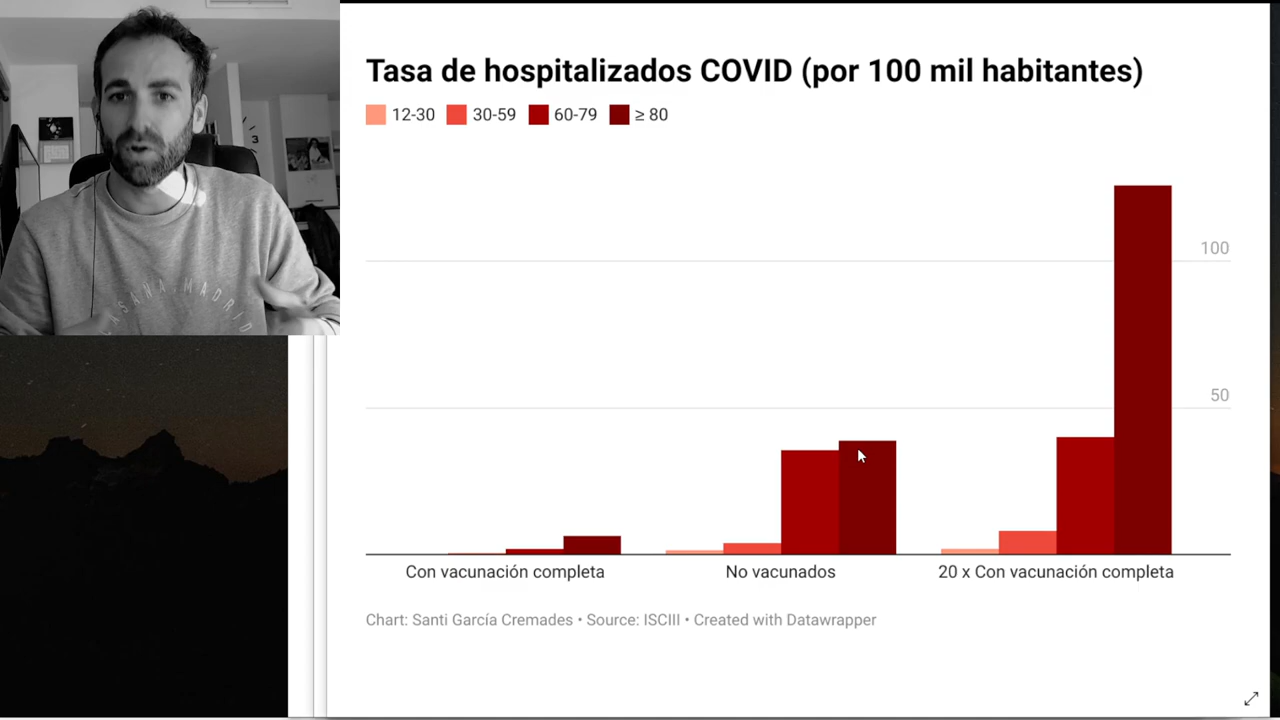 Tasa de hospitalizados COVID (por 100 mil habitantes)
12-30 30-59 60-79 ≥ 80
100
50
Con vacunación completa No vacunados 20 x Con vacunación completa
Chart: Santi García Cremades • Source: ISCIII • Created with Datawrapper
MADRID